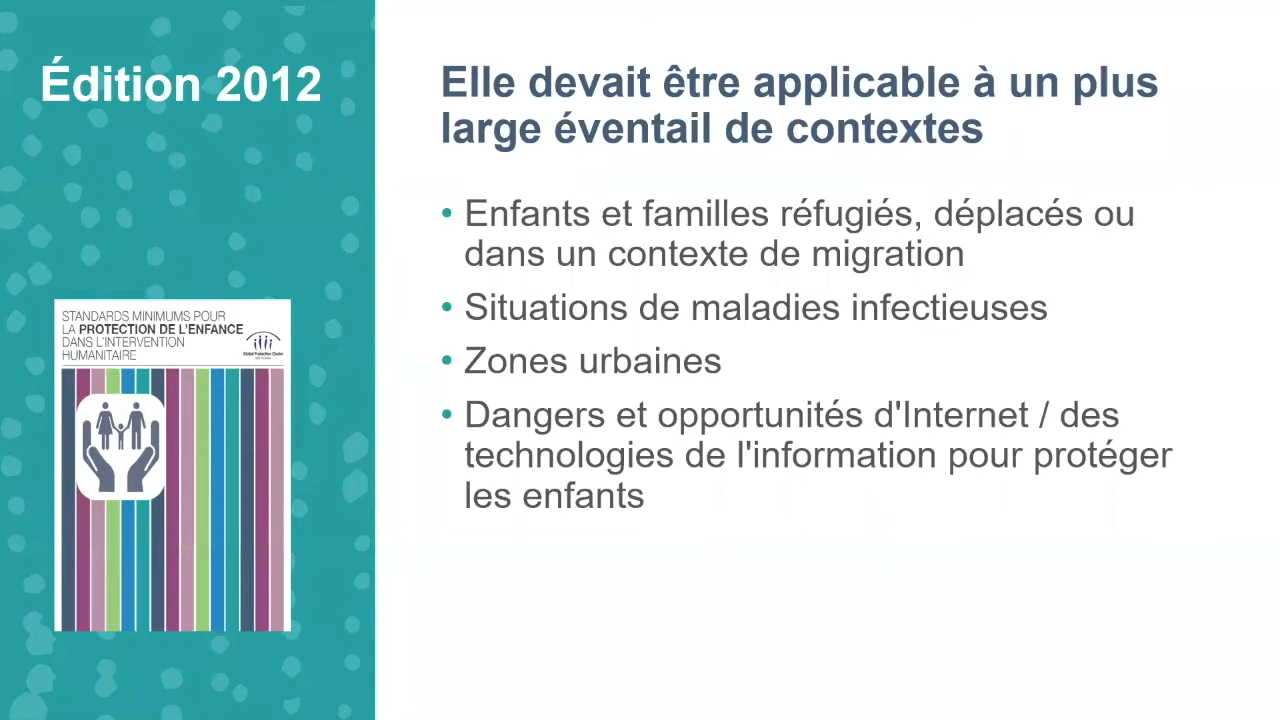 Édition 2012
STANDARDS MINIMUMS POUR
LA PROTECTION DE L'ENFANCE
DANS L'INTERVENTION
HUMANITAIRE
Global Protection Cluster
Elle devait être applicable à un plus
large éventail de contextes
• Enfants et familles réfugiés, déplacés ou
dans un contexte de migration
• Situations de maladies infectieuses
• Zones urbaines
• Dangers et opportunités d'Internet / des
technologies de l'information pour protéger
les enfants